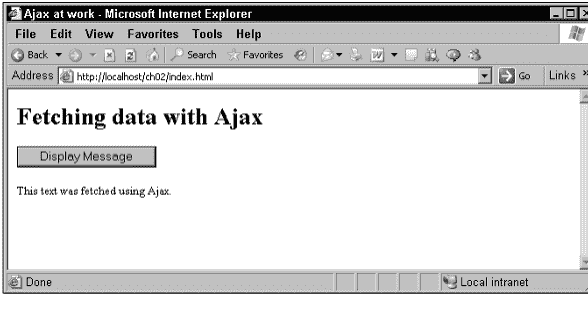 Ajax at work - Microsoft Internet Explorer
File Edit View Favorites Tools Help
Back Search Favorites
Address http://localhost/ch02/index.html Go Links »
Fetching data with Ajax
Display Message
This text was fetched using Ajax.
Done Local intranet